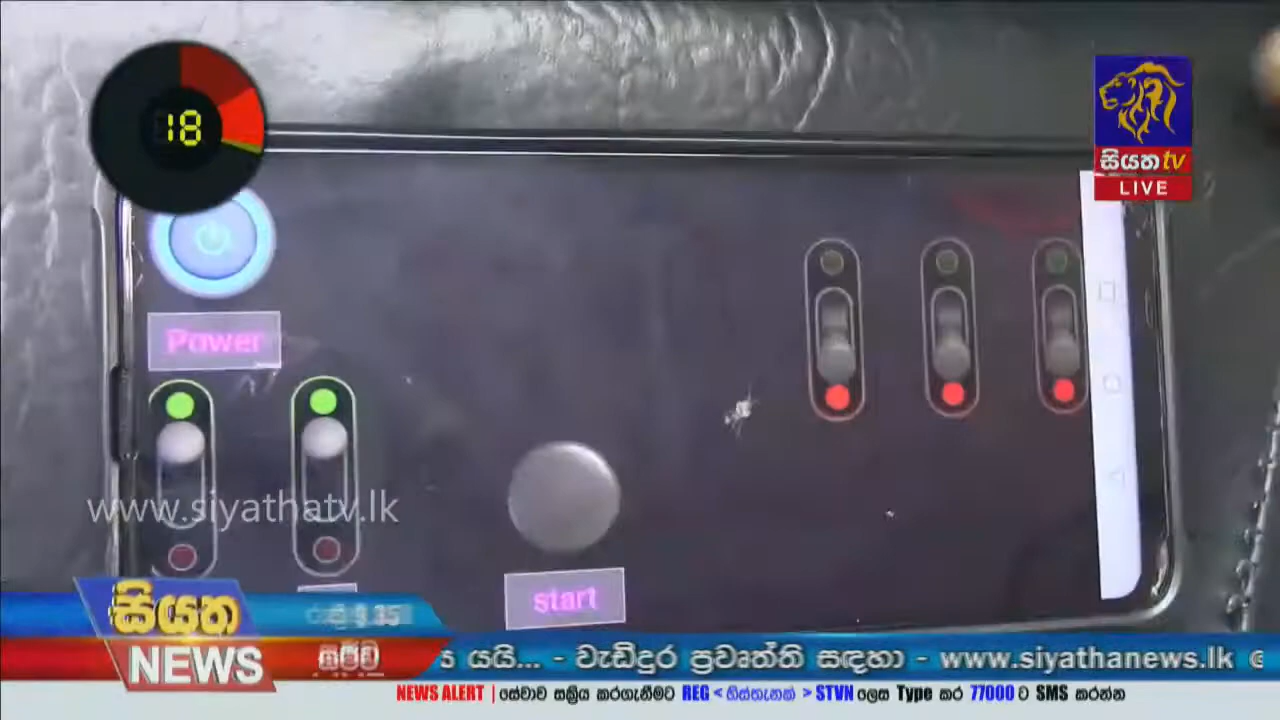 18
සියත tv
LIVE
Power
www.siyathatv.lk
start
සියත
NEWS
යයි... - වැඩිදුර ප්‍රවෘත්ති සඳහා - www.siyathanews.lk
NEWS ALERT | සේවාව සක්‍රිය කරගැනීමට REG < හිස්තැනක් > STVN ලෙස Type කර 77000 ට SMS කරන්න